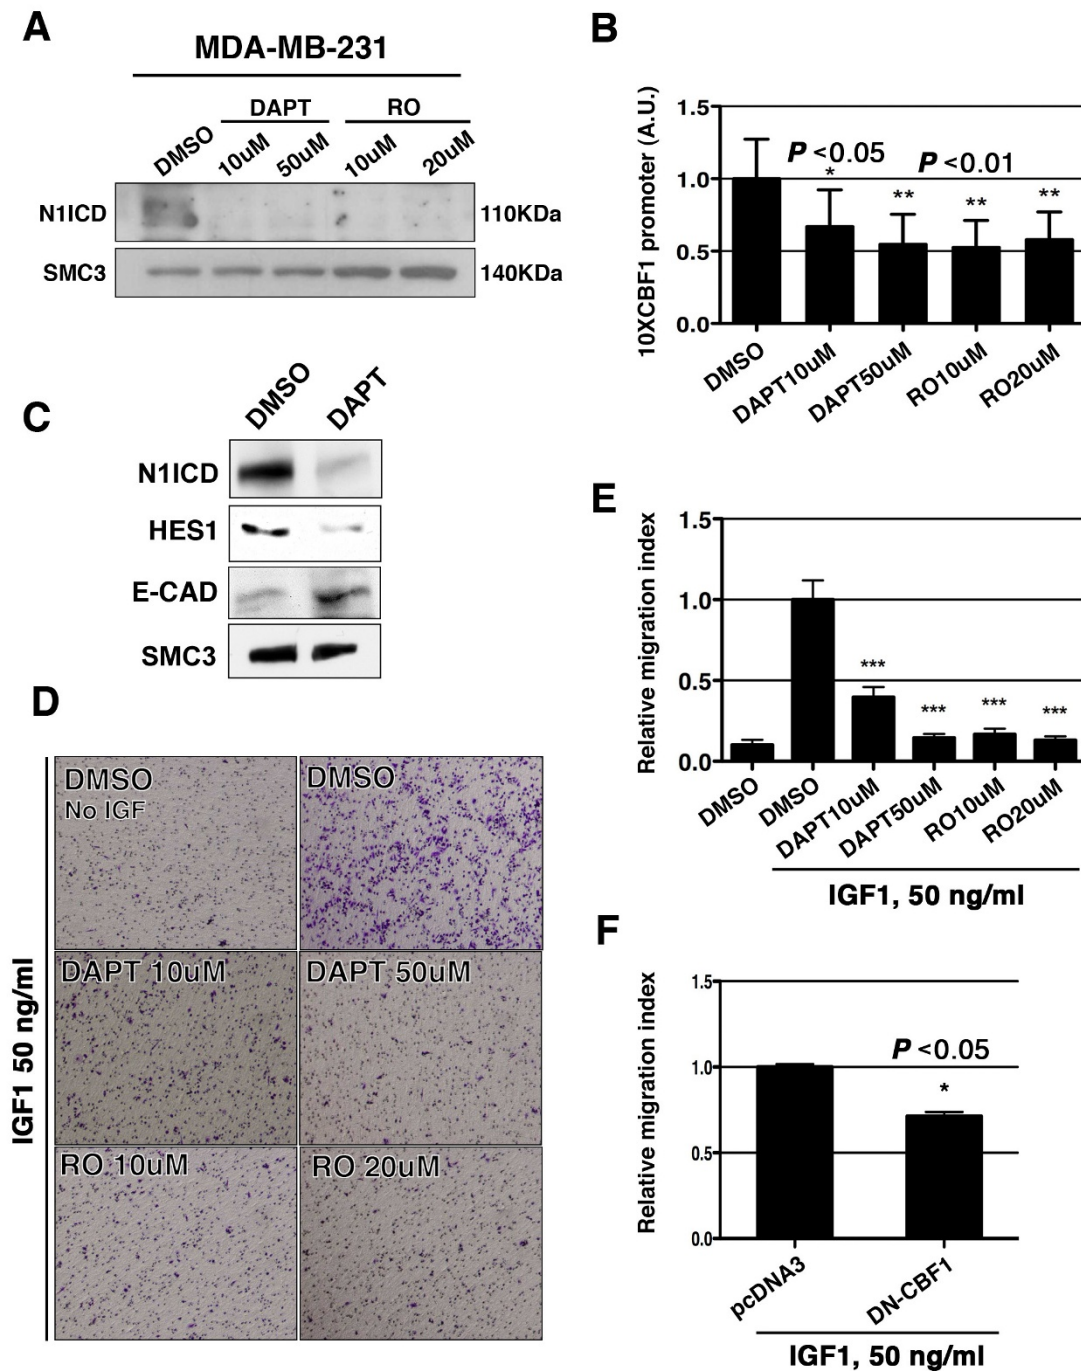 A
MDA-MB-231
DAPT RO
DMSO 10uM 50uM 10uM 20uM
N1ICD 110KDa
SMC3 140KDa
B
10XCBF1 promoter (A.U.)
1.5
1.0
0.5
0.0
P <0.05 P <0.01
* ** ** **
DMSO DAPT10uM DAPT50uM RO10uM RO20uM
C
DMSO DAPT
N1ICD
HES1
E-CAD
SMC3
D
IGF1 50 ng/ml
DMSO DMSO
No IGF
DAPT 10uM DAPT 50uM
RO 10uM RO 20uM
E
Relative migration index
1.5
1.0
0.5
0.0
*** *** *** ***
DMSO DMSO DAPT10uM DAPT50uM RO10uM RO20uM
IGF1, 50 ng/ml
F
Relative migration index
1.5
1.0
0.5
0.0
P <0.05
*
pcDNA3 DN-CBF1
IGF1, 50 ng/ml